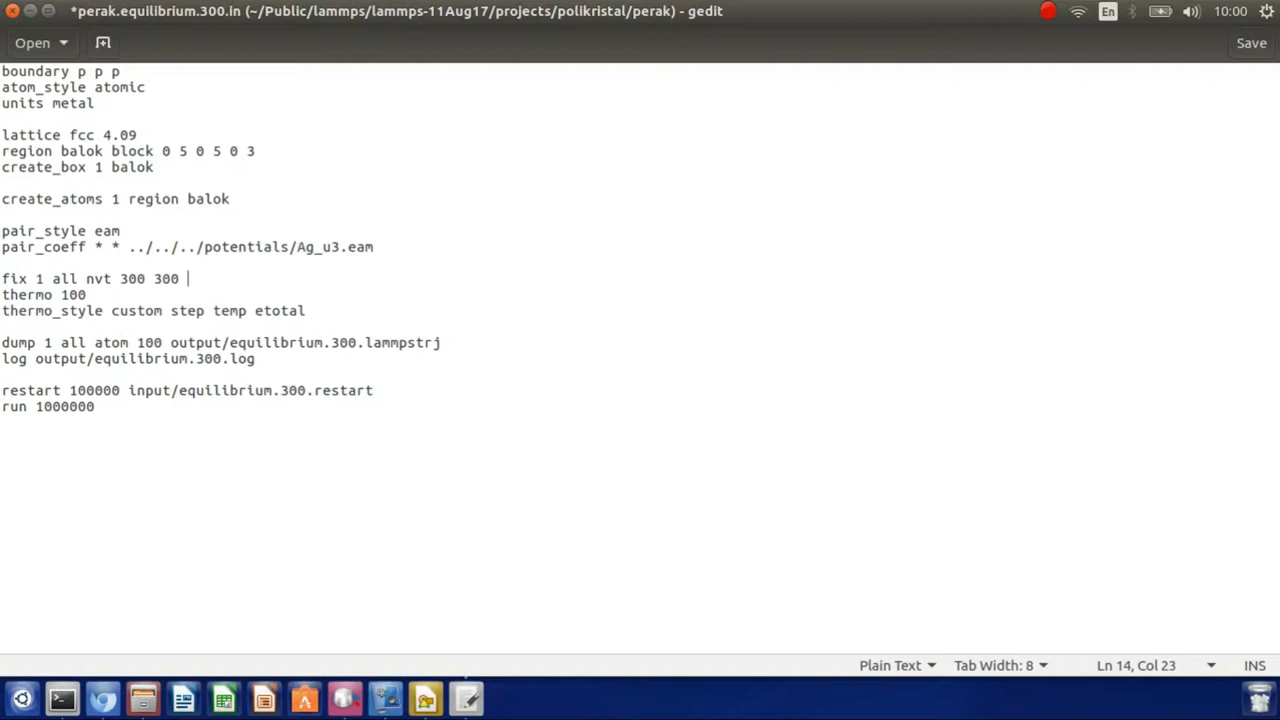 *perak.equilibrium.300.in (~/Public/lammps/lammps-11Aug17/projects/polikristal/perak) - gedit
En
10:00
Open
Save
boundary p p p
atom_style atomic
units metal
lattice fcc 4.09
region balok block 0 5 0 5 0 3
create_box 1 balok
create_atoms 1 region balok
pair_style eam
pair_coeff * * ../../../potentials/Ag_u3.eam
fix 1 all nvt 300 300
thermo 100
thermo_style custom step temp etotal
dump 1 all atom 100 output/equilibrium.300.lammpstrj
log output/equilibrium.300.log
restart 100000 input/equilibrium.300.restart
run 1000000
Plain Text
Tab Width: 8
Ln 14, Col 23
INS